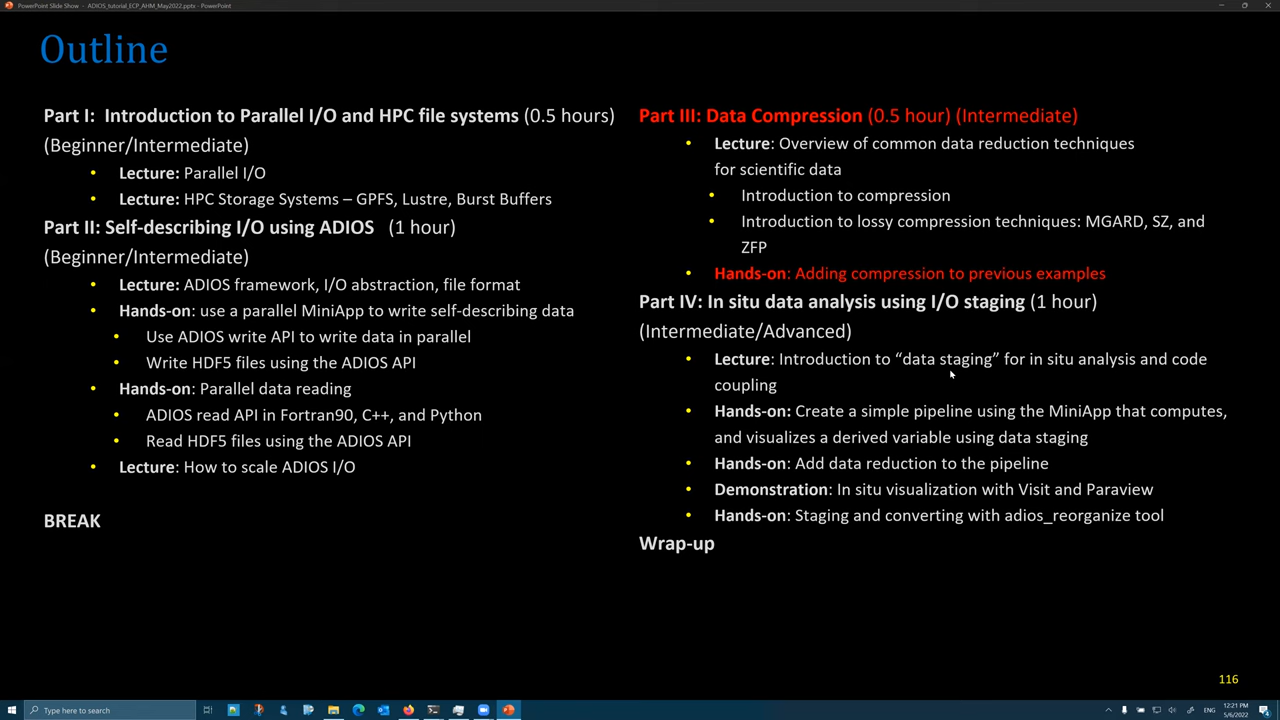 PowerPoint Slide Show - ADIOS_tutorial_ECP_AHM_May2022.pptx - PowerPoint
Outline
Part I: Introduction to Parallel I/O and HPC file systems (0.5 hours)
(Beginner/Intermediate)
• Lecture: Parallel I/O
• Lecture: HPC Storage Systems – GPFS, Lustre, Burst Buffers
Part II: Self-describing I/O using ADIOS (1 hour)
(Beginner/Intermediate)
• Lecture: ADIOS framework, I/O abstraction, file format
• Hands-on: use a parallel MiniApp to write self-describing data
• Use ADIOS write API to write data in parallel
• Write HDF5 files using the ADIOS API
• Hands-on: Parallel data reading
• ADIOS read API in Fortran90, C++, and Python
• Read HDF5 files using the ADIOS API
• Lecture: How to scale ADIOS I/O
BREAK
Part III: Data Compression (0.5 hour) (Intermediate)
• Lecture: Overview of common data reduction techniques
for scientific data
• Introduction to compression
• Introduction to lossy compression techniques: MGARD, SZ, and
ZFP
• Hands-on: Adding compression to previous examples
Part IV: In situ data analysis using I/O staging (1 hour)
(Intermediate/Advanced)
• Lecture: Introduction to “data staging” for in situ analysis and code
coupling
• Hands-on: Create a simple pipeline using the MiniApp that computes,
and visualizes a derived variable using data staging
• Hands-on: Add data reduction to the pipeline
• Demonstration: In situ visualization with Visit and Paraview
• Hands-on: Staging and converting with adios_reorganize tool
Wrap-up
116
Type here to search
ENG
12:21 PM
5/6/2022